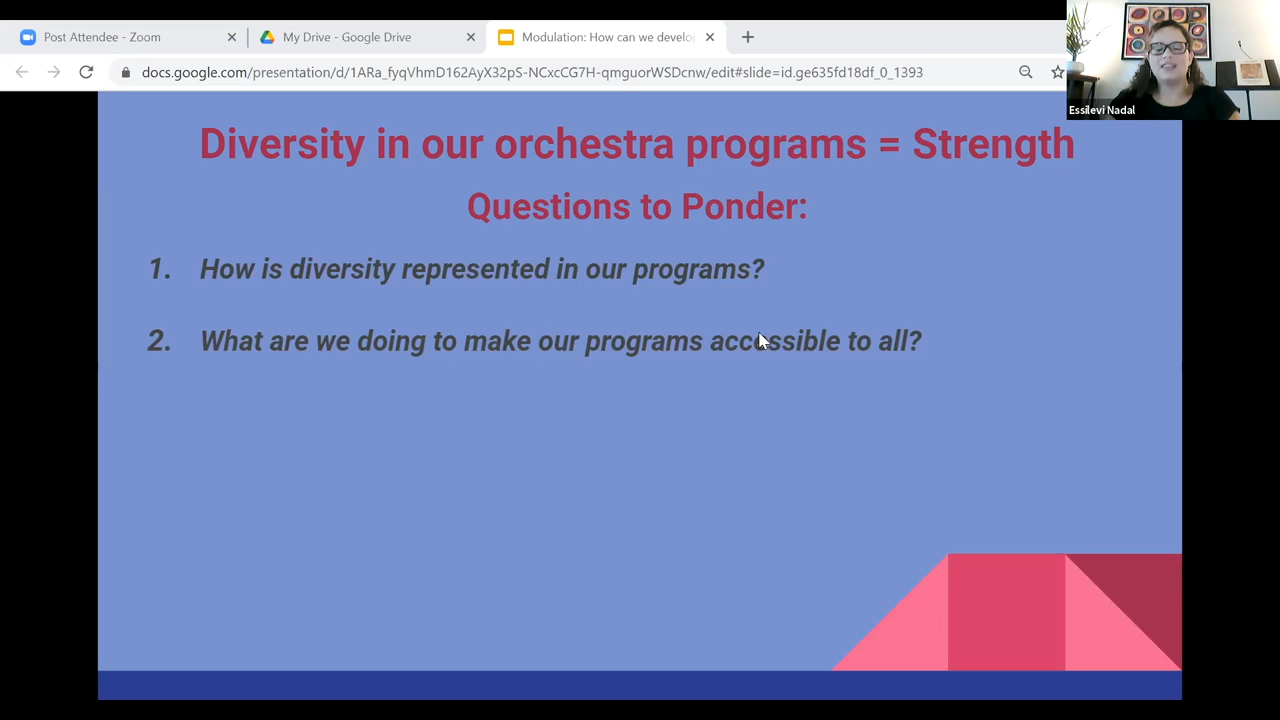 Post Attendee - Zoom
My Drive - Google Drive
Modulation: How can we develo
docs.google.com/presentation/d/1ARa_fyqVhmD162AyX32pS-NCxcCG7H-qmguorWSDcnw/edit#slide=id.ge635fd18df_0_1393
Essilevi Nadal
Diversity in our orchestra programs = Strength
Questions to Ponder:
1. How is diversity represented in our programs?
2. What are we doing to make our programs accessible to all?